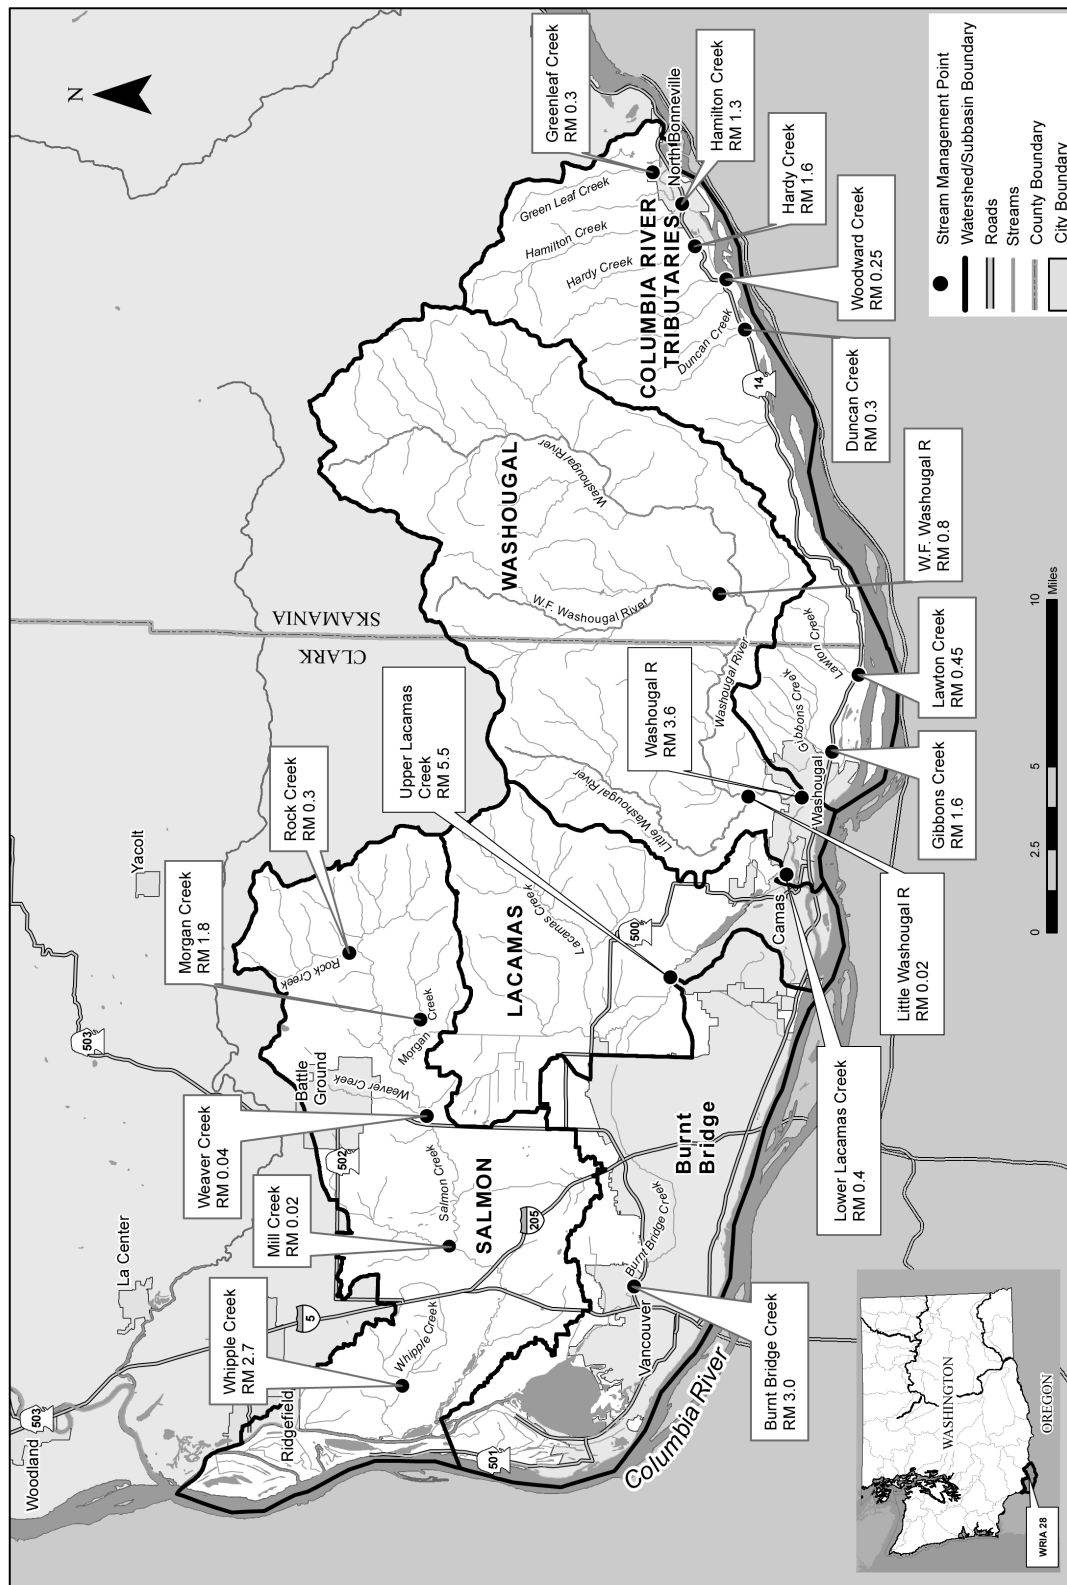 Woodland
503
La Center
503
Yacolt
N
Whipple Creek
RM 2.7
Mill Creek
RM 0.02
Weaver Creek
RM 0.04
Morgan Creek
RM 1.8
Rock Creek
RM 0.3
Upper Lacamas
Creek
RM 5.5
CLARK
SKAMANIA
Greenleaf Creek
RM 0.3
Ridgefield
5
502
Battle
Ground
Rock Creek
Weaver Creek
Morgan
Creek
Whipple Creek
Salmon Creek
SALMON
205
LACAMAS
Lacamas Creek
WASHOUGAL
Washougal River
W.F. Washougal River
Little Washougal River
Washougal River
Green Leaf Creek
Hamilton Creek
Hardy Creek
COLUMBIA RIVER
TRIBUTARIES
Duncan Creek
North Bonneville
Hamilton Creek
RM 1.3
Hardy Creek
RM 1.6
Woodward Creek
RM 0.25
Duncan Creek
RM 0.3
14
501
500
Burnt Bridge Creek
Burnt
Bridge
Vancouver
Columbia River
Camas
Washougal
Washougal R
RM 3.6
Gibbons Creek
Lawton Creek
Burnt Bridge Creek
RM 3.0
Lower Lacamas Creek
RM 0.4
Little Washougal R
RM 0.02
Gibbons Creek
RM 1.6
Lawton Creek
RM 0.45
W.F. Washougal R
RM 0.8
WASHINGTON
OREGON
WRIA 28
0
2.5
5
10
Miles
Stream Management Point
Watershed/Subbasin Boundary
Roads
Streams
County Boundary
City Boundary